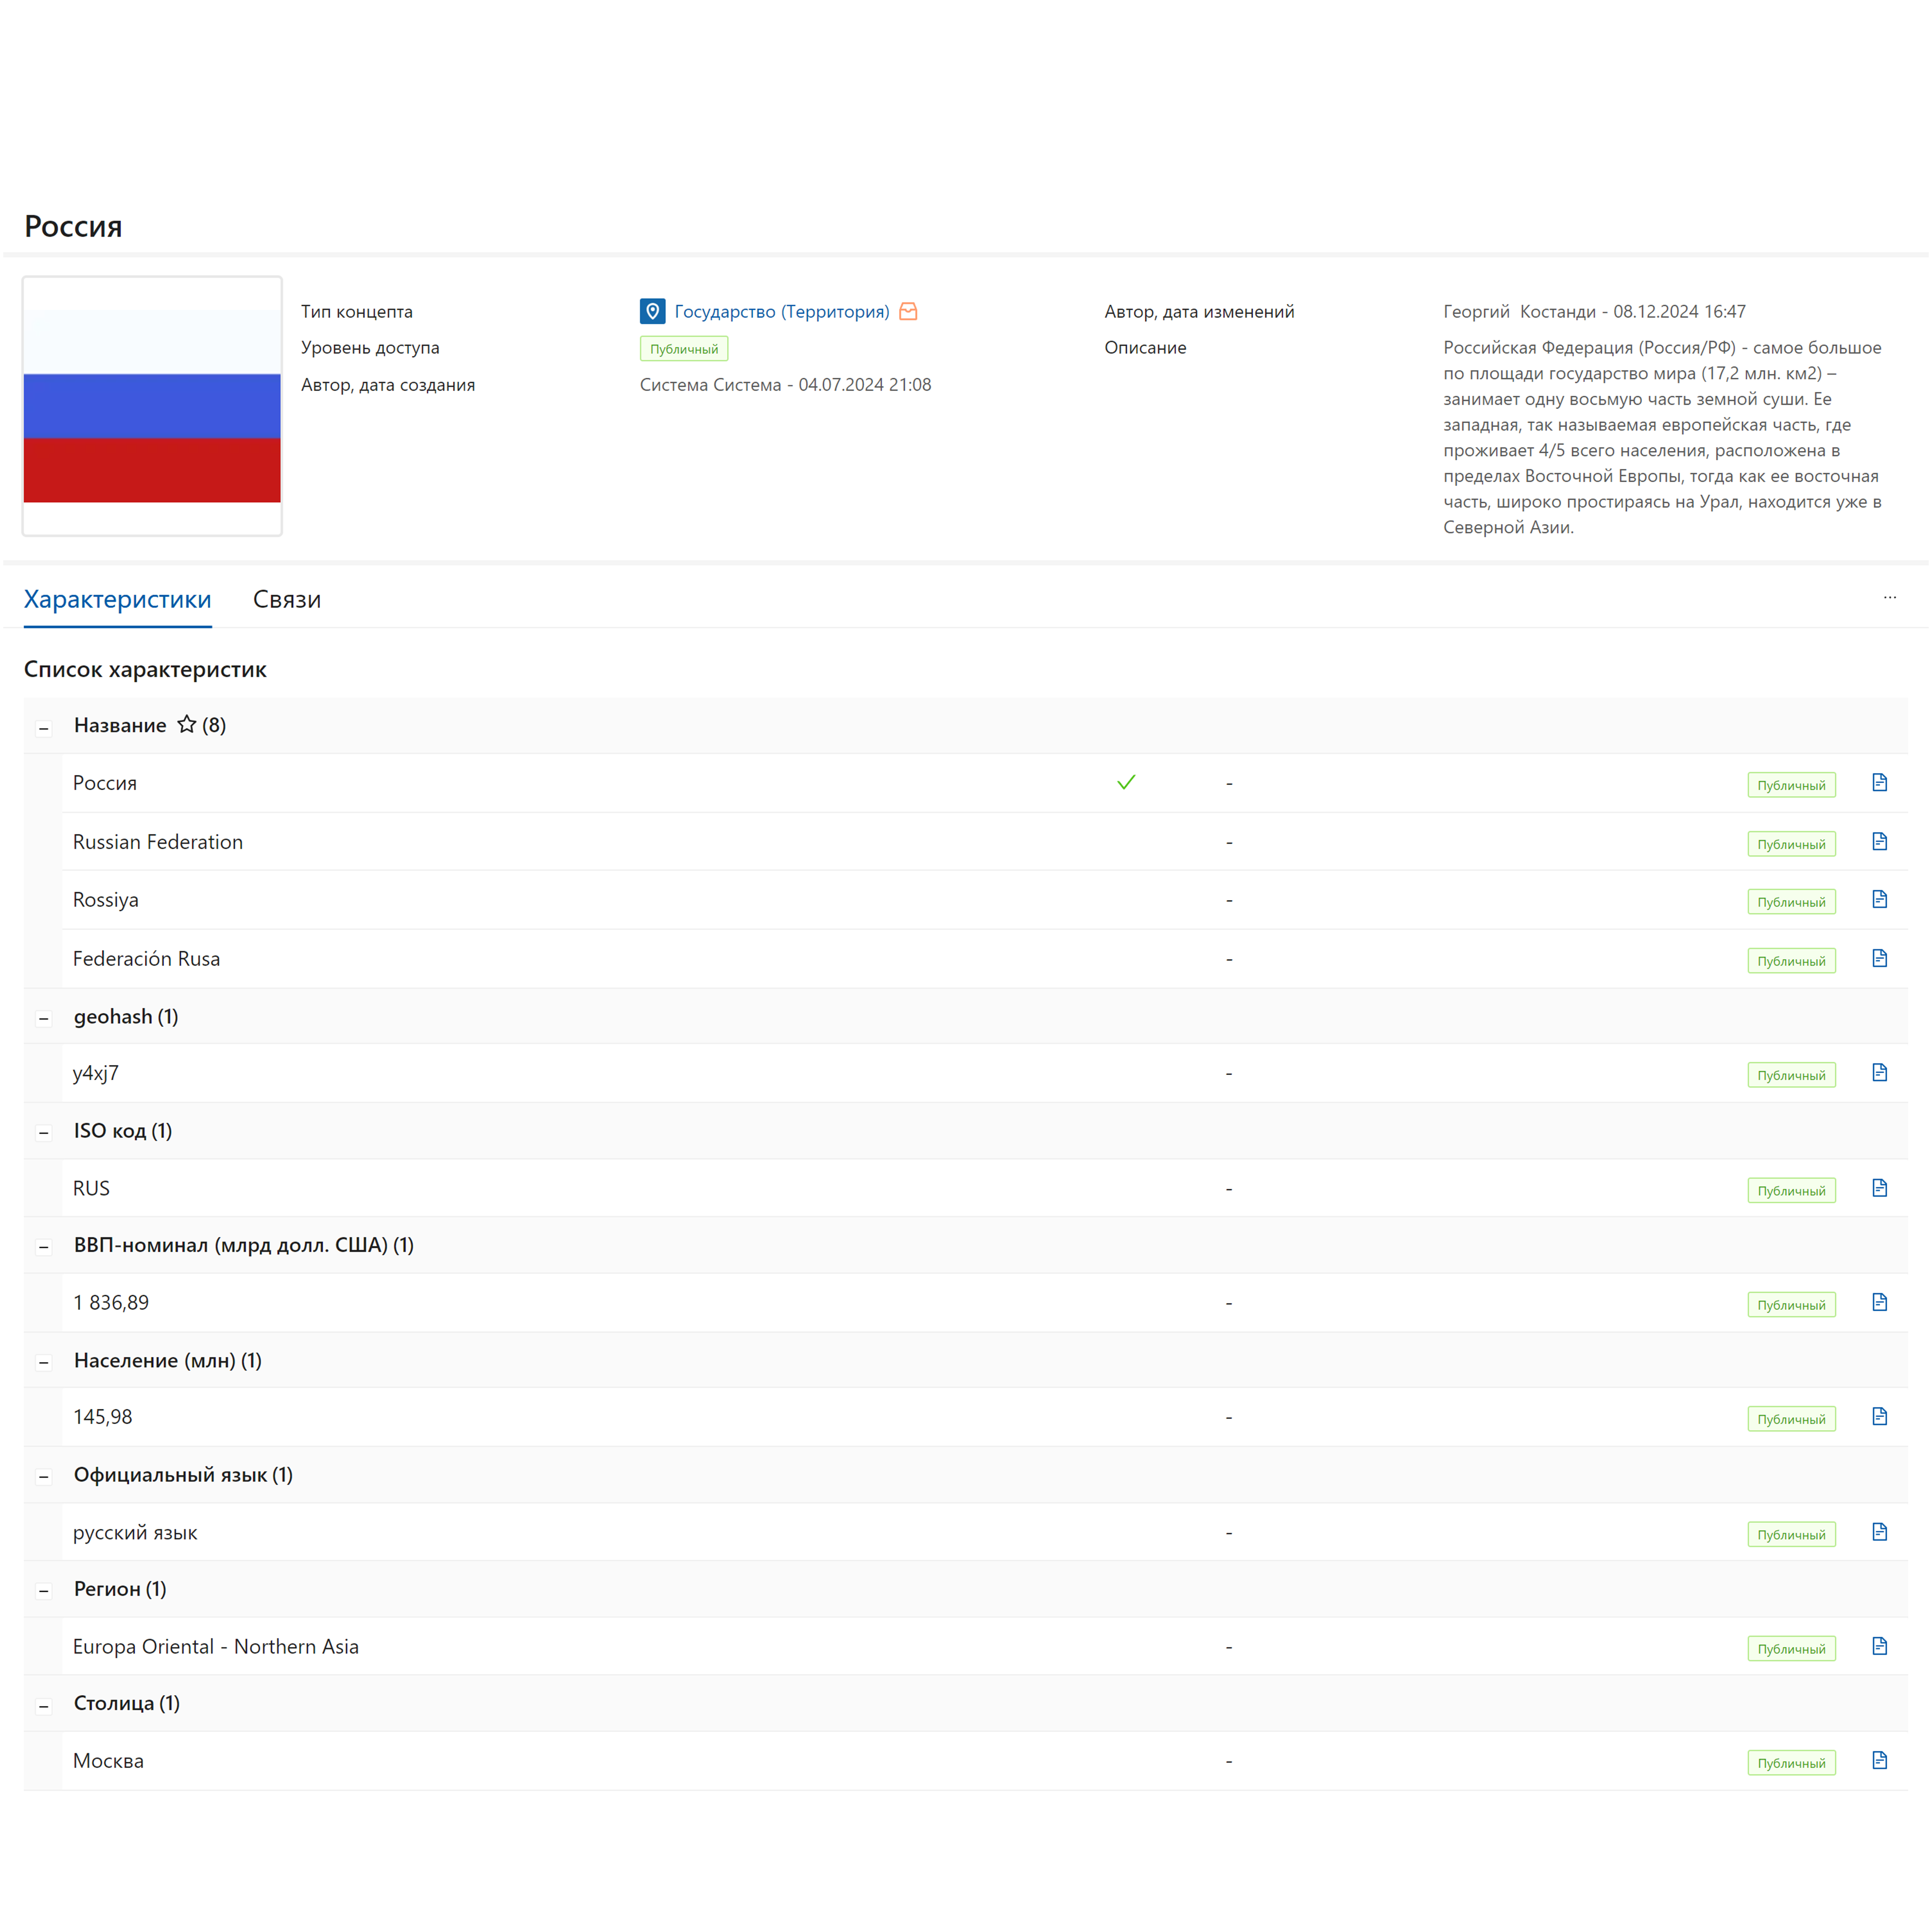 Россия
Тип концепта
Государство (Территория)
Автор, дата изменений
Георгий Костанди - 08.12.2024 16:47
Уровень доступа
Публичный
Описание
Российская Федерация (Россия/РФ) - самое большое
по площади государство мира (17,2 млн. км2) –
занимает одну восьмую часть земной суши. Ее
западная, так называемая европейская часть, где
проживает 4/5 всего населения, расположена в
пределах Восточной Европы, тогда как ее восточная
часть, широко простираясь на Урал, находится уже в
Северной Азии.
Автор, дата создания
Система Система - 04.07.2024 21:08
Характеристики Связи ...
Список характеристик
Название (8)
Россия - Публичный
Russian Federation - Публичный
Rossiya - Публичный
Federación Rusa - Публичный
geohash (1)
y4xj7 - Публичный
ISO код (1)
RUS - Публичный
ВВП-номинал (млрд долл. США) (1)
1 836,89 - Публичный
Население (млн) (1)
145,98 - Публичный
Официальный язык (1)
русский язык - Публичный
Регион (1)
Europa Oriental - Northern Asia - Публичный
Столица (1)
Москва - Публичный